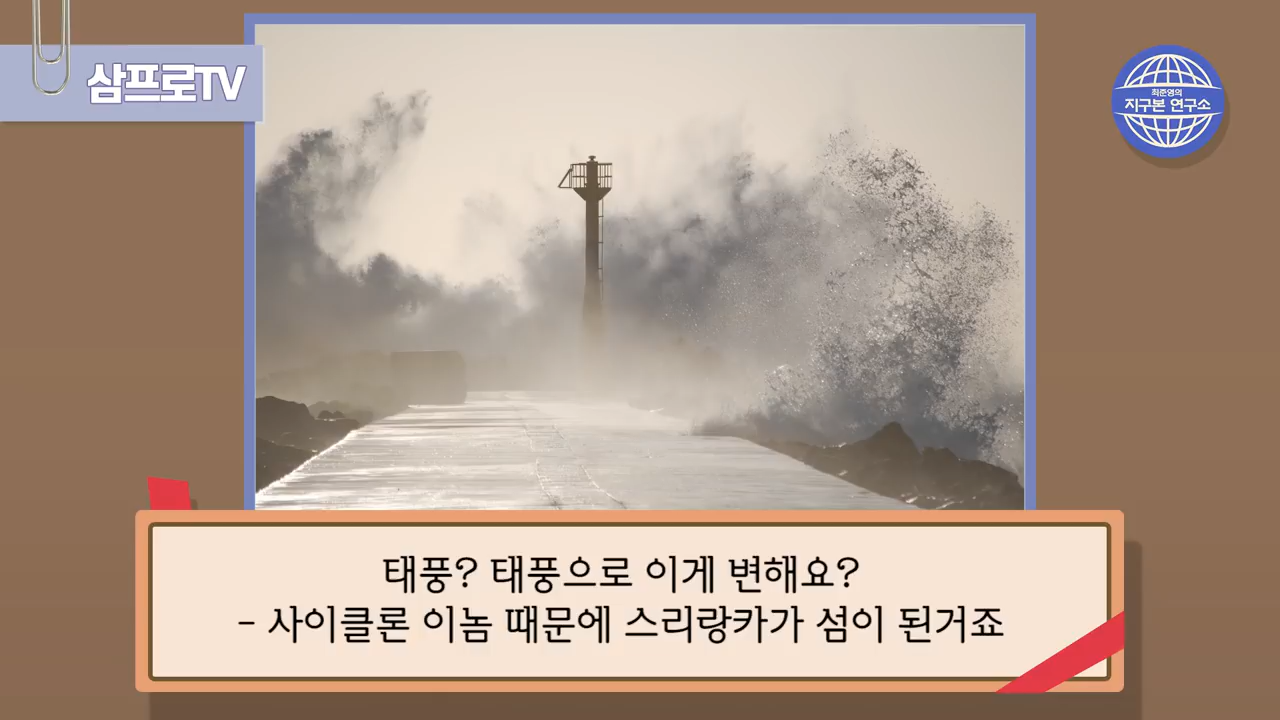 삼프로TV
최준영의
지구본 연구소
태풍? 태풍으로 이게 변해요?
- 사이클론 이놈 때문에 스리랑카가 섬이 된거죠